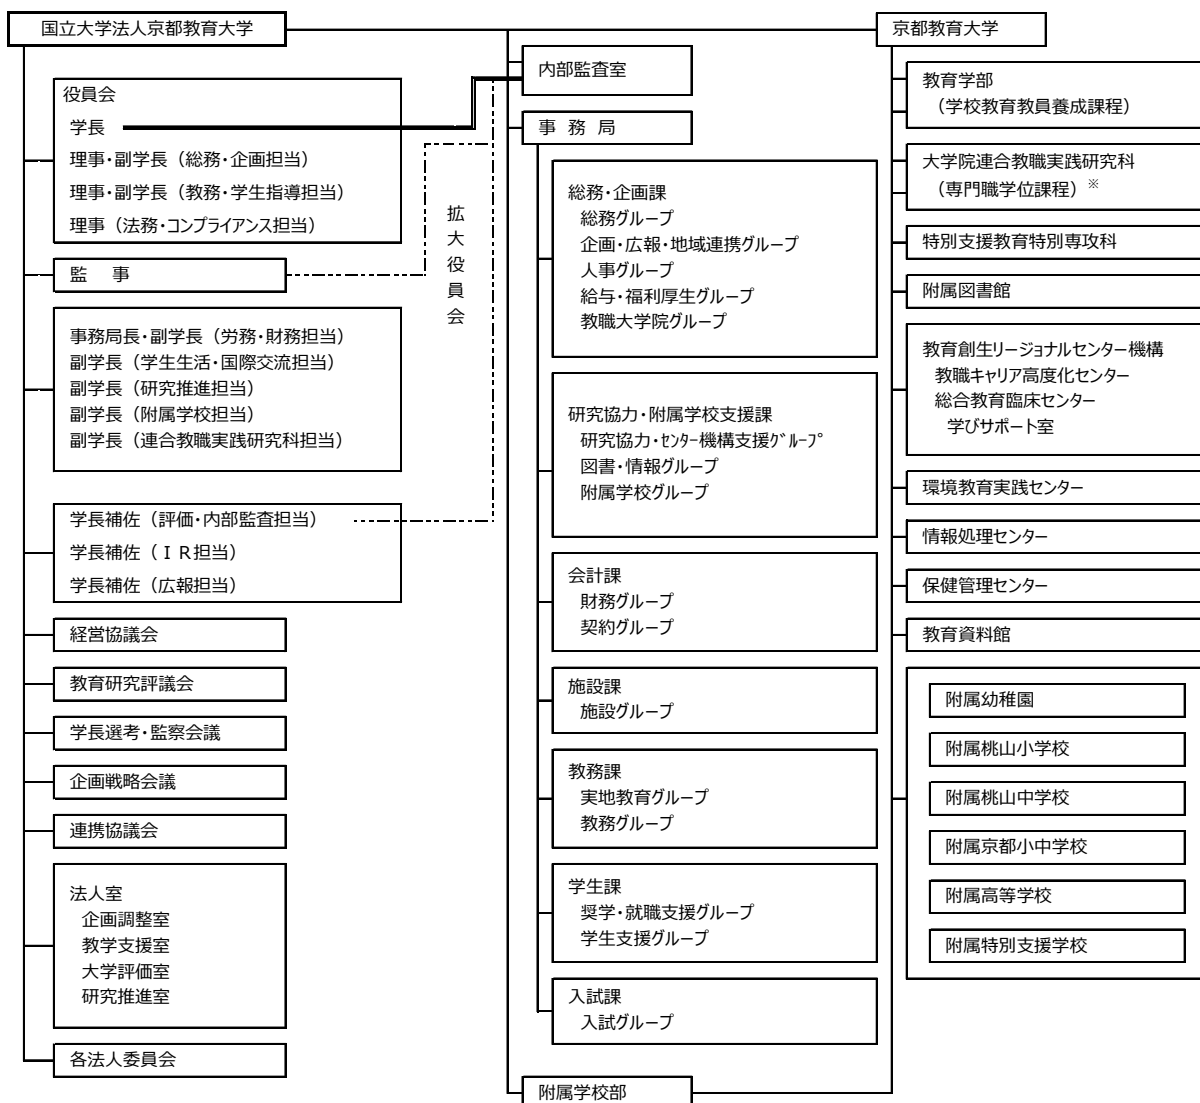 国立大学法人京都教育大学
役員会
学長
理事・副学長（総務・企画担当）
理事・副学長（教務・学生指導担当）
理事（法務・コンプライアンス担当）
監　事
事務局長・副学長（労務・財務担当）
副学長（学生生活・国際交流担当）
副学長（研究推進担当）
副学長（附属学校担当）
副学長（連合教職実践研究科担当）
学長補佐（評価・内部監査担当）
学長補佐（ＩＲ担当）
学長補佐（広報担当）
経営協議会
教育研究評議会
学長選考・監察会議
企画戦略会議
連携協議会
法人室
企画調整室
教学支援室
大学評価室
研究推進室
各法人委員会
拡大役員会
内部監査室
事 務 局
総務・企画課
総務グループ
企画・広報・地域連携グループ
人事グループ
給与・福利厚生グループ
教職大学院グループ
研究協力・附属学校支援課
研究協力・ｾﾝﾀｰ機構支援ｸﾞﾙｰﾌﾟ
図書・情報グループ
附属学校グループ
会計課
財務グループ
契約グループ
施設課
施設グループ
教務課
実地教育グループ
教務グループ
学生課
奨学・就職支援グループ
学生支援グループ
入試課
入試グループ
附属学校部
京都教育大学
教育学部
（学校教育教員養成課程）
大学院連合教職実践研究科
（専門職学位課程）※
特別支援教育特別専攻科
附属図書館
教育創生リージョナルセンター機構
教職キャリア高度化センター
総合教育臨床センター
学びサポート室
環境教育実践センター
情報処理センター
保健管理センター
教育資料館
附属幼稚園
附属桃山小学校
附属桃山中学校
附属京都小中学校
附属高等学校
附属特別支援学校